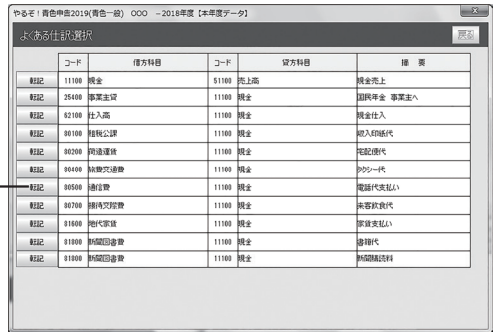 やるぞ！青色申告2019(青色一般) OOO －2018年度【本年度データ】
よくある仕訳選択 戻る
コード 借方科目 コード 貸方科目 摘 要
転記 11100 現金 51100 売上高 現金売上
転記 25400 事業主貸 11100 現金 国民年金 事業主へ
転記 62100 仕入高 11100 現金 現金仕入
転記 80100 租税公課 11100 現金 収入印紙代
転記 80200 荷造運賃 11100 現金 宅配便代
転記 80400 旅費交通費 11100 現金 タクシー代
転記 80500 通信費 11100 現金 電話代支払い
転記 80700 接待交際費 11100 現金 来客飲食代
転記 81600 地代家賃 11100 現金 家賃支払い
転記 81800 新聞図書費 11100 現金 書籍代
転記 81800 新聞図書費 11100 現金 新聞購読料